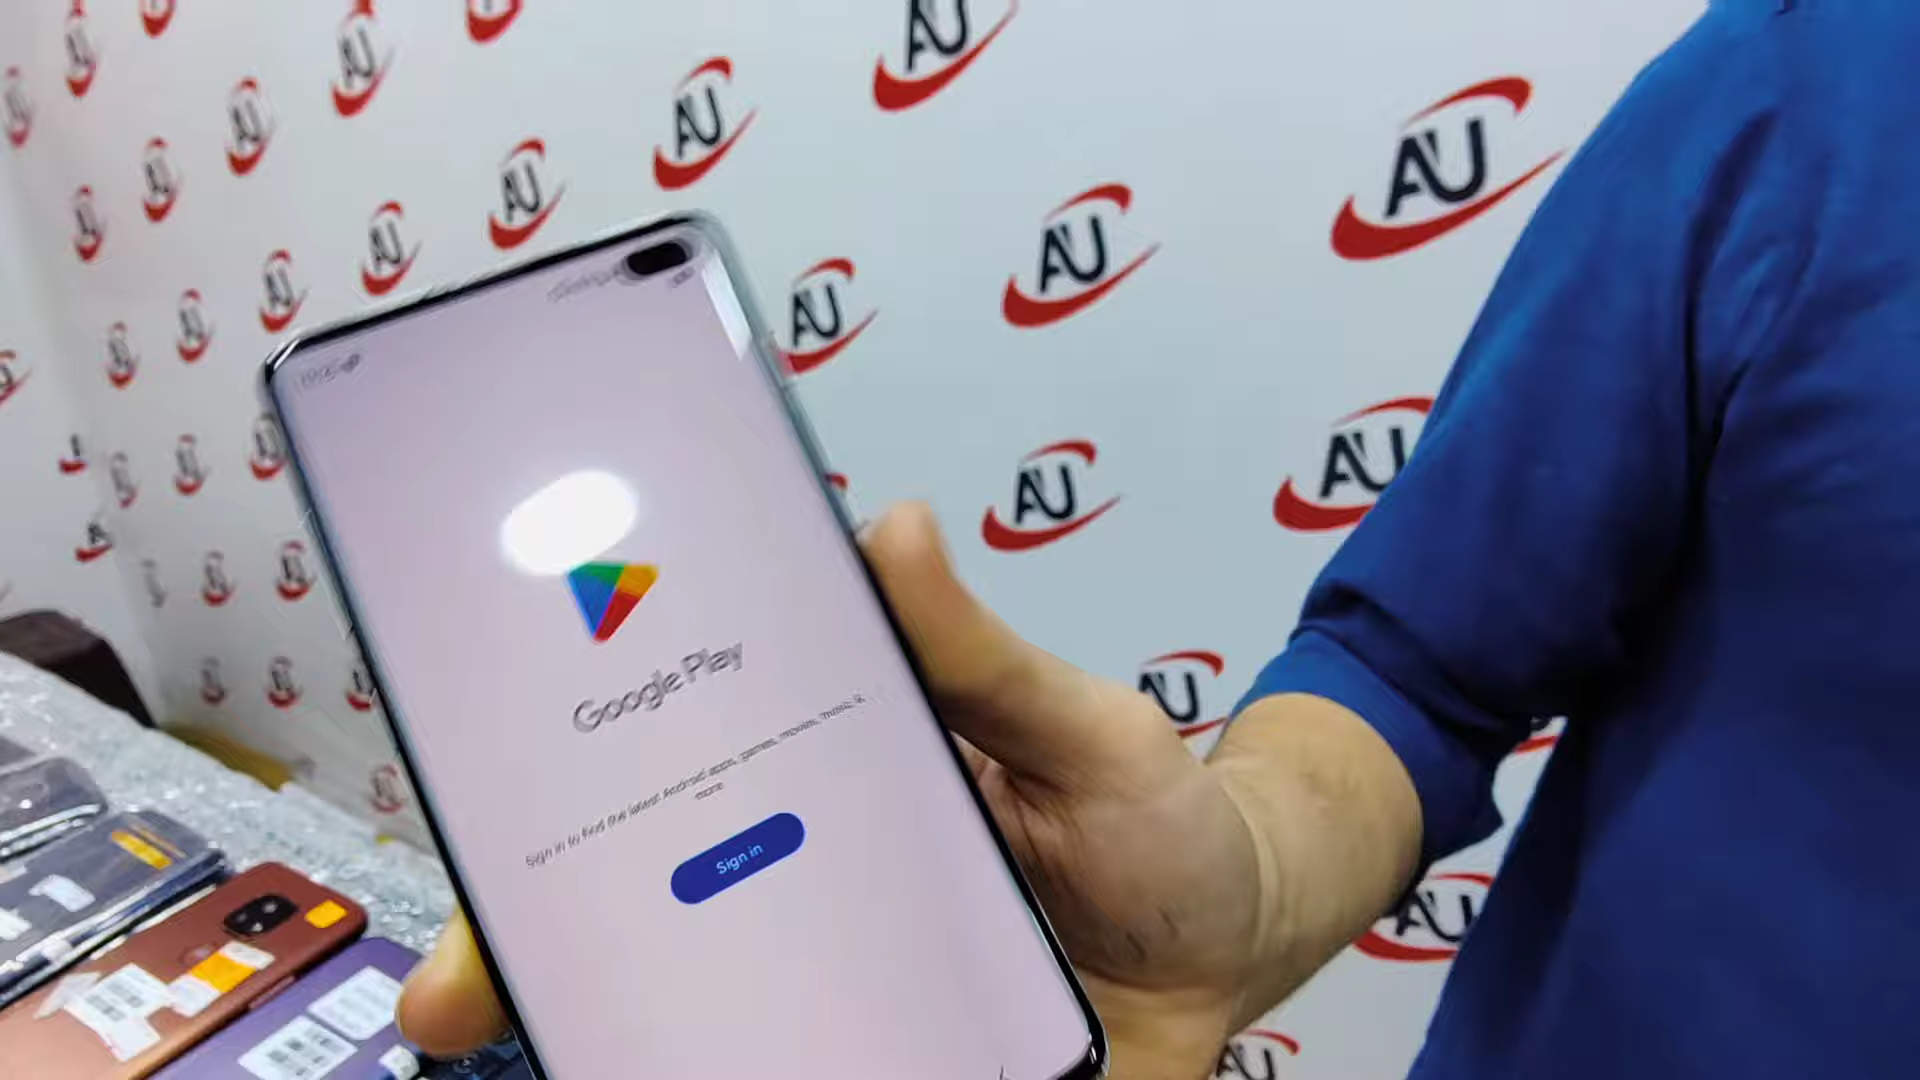 AU
Google Play
Sign in to find the latest Android apps, games, movies, music &
more
Sign in